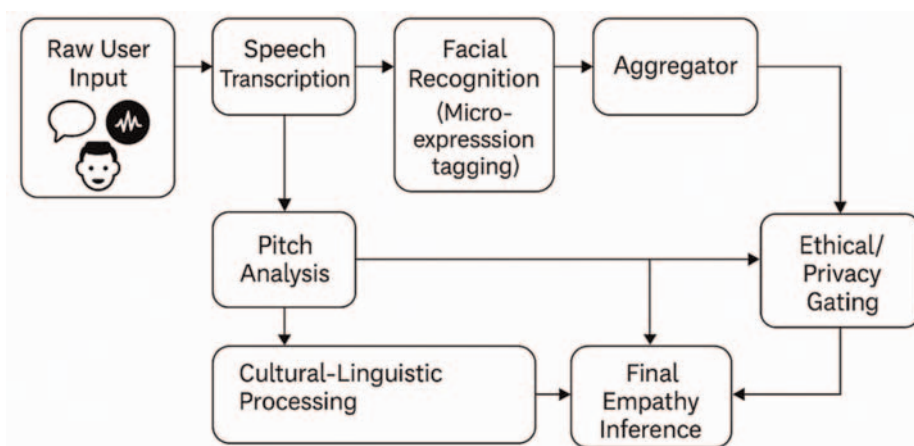 Raw User
Input
Speech
Transcription
Facial
Recognition
(Micro-
expresssion
tagging)
Aggregator
Pitch
Analysis
Ethical/
Privacy
Gating
Cultural-Linguistic
Processing
Final
Empathy
Inference